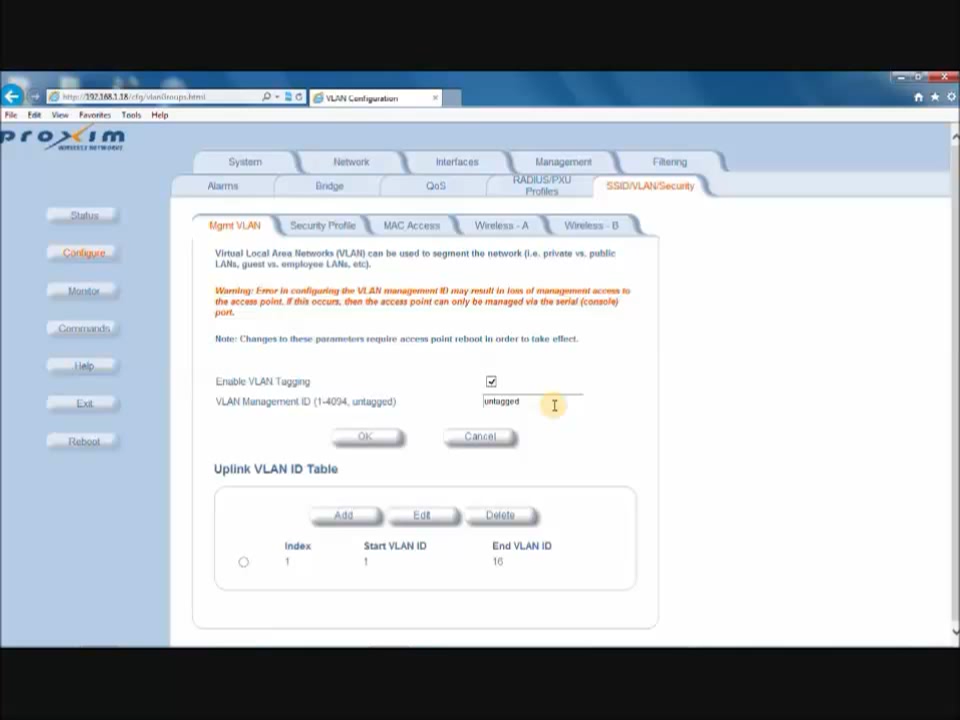 http://192.168.1.18/cfg/vlanGroups.html
VLAN Configuration
File Edit View Favorites Tools Help
proxim
WIRELESS NETWORKS
System Network Interfaces Management Filtering
Alarms Bridge QoS RADIUS/PXU Profiles SSID/VLAN/Security
Status
Configure
Monitor
Commands
Help
Exit
Reboot
Mgmt VLAN Security Profile MAC Access Wireless - A Wireless - B
Virtual Local Area Networks (VLAN) can be used to segment the network (i.e. private vs. public
LANs, guest vs. employee LANs, etc).
Warning: Error in configuring the VLAN management ID may result in loss of management access to
the access point. If this occurs, then the access point can only be managed via the serial (console)
port.
Note: Changes to these parameters require access point reboot in order to take effect.
Enable VLAN Tagging
VLAN Management ID (1-4094, untagged) untagged
OK Cancel
Uplink VLAN ID Table
Add Edit Delete
Index Start VLAN ID End VLAN ID
1 1 16